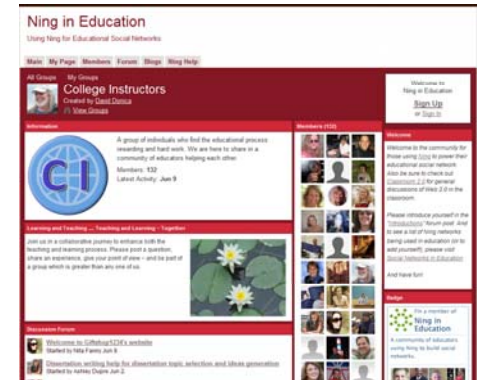 Ning in Education
Using Ning for Educational Social Networks
Main My Page Members Forum Blogs Ning Help
All Groups My Groups
College Instructors
Created by David Donica
View Groups
Welcome to
Ning in Education
Sign Up
or Sign In
Information
CI
A group of individuals who find the educational process
rewarding and hard work. We are here to share in a
community of educators helping each other.
Members: 132
Latest Activity: Jun 9
Learning and Teaching ... Teaching and Learning - Together
Join us in a collaborative journey to enhance both the
teaching and learning process. Please post a question,
share an experience, give your point of view – and be part of
a group which is greater than any one of us.
Discussion Forum
Welcome to Giftsbuy5234's website
Started by Nita Fanny Jun 9.
Dissertation writing help for dissertation topic selection and ideas generation
Started by Ashley Dupre Jun 2.
Members (132)
Welcome
Welcome to the community for
those using Ning to power their
educational social network.
Also be sure to check out
Classroom 2.0 for general
discussions of Web 2.0 in the
classroom.
Please introduce yourself in the
"Introductions" forum post. And
to see a list of Ning networks
being used in education (or to
add yourself), please visit
Social Networks in Education
And have fun!
Badge
I'm a member of
Ning in
Education
A community of educators
using Ning to build social
networks.